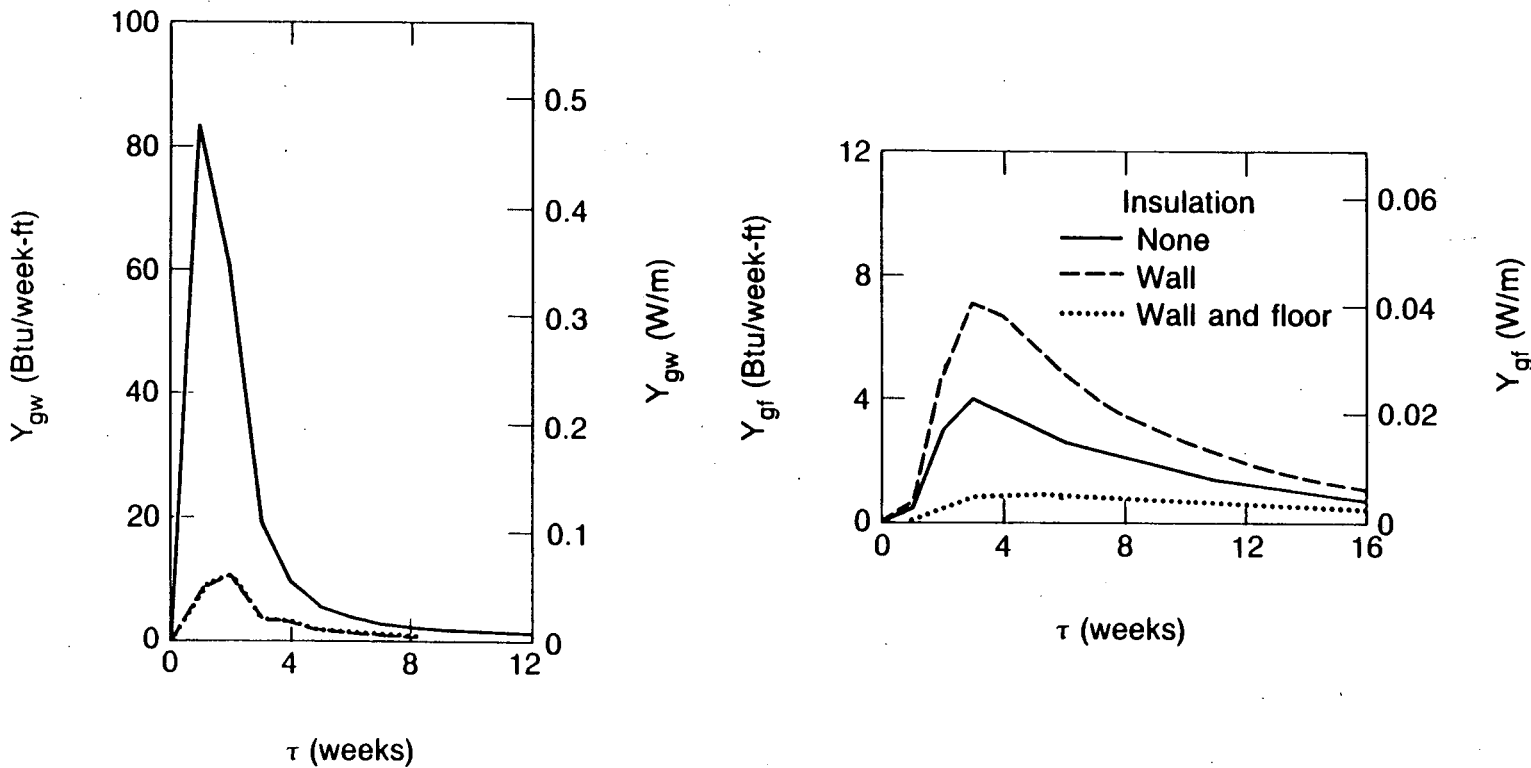 100
80
60
40
20
0
Y_gw (Btu/week-ft)
0.5
0.4
0.3
0.2
0.1
0
Y_gw (W/m)
0 4 8 12
τ (weeks)
12
8
4
0
Y_gf (Btu/week-ft)
Insulation
None
Wall
Wall and floor
0.06
0.04
0.02
0
Y_gf (W/m)
0 4 8 12 16
τ (weeks)